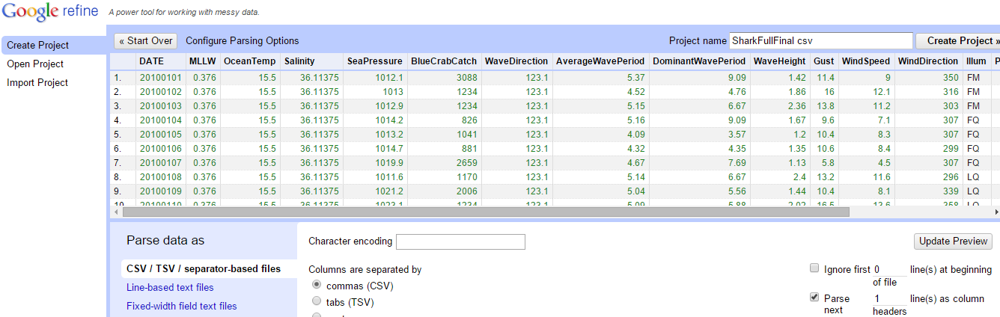 Google refine A power tool for working with messy data.
Create Project
Open Project
Import Project
« Start Over Configure Parsing Options Project name SharkFullFinal csv Create Project »
DATE MLLW OceanTemp Salinity SeaPressure BlueCrabCatch WaveDirection AverageWavePeriod DominantWavePeriod WaveHeight Gust WindSpeed WindDirection Illum P
1. 20100101 0.376 15.5 36.11375 1012.1 3088 123.1 5.37 9.09 1.42 11.4 9 350 FM
2. 20100102 0.376 15.5 36.11375 1013 1234 123.1 4.52 4.76 1.86 16 12.1 316 FM
3. 20100103 0.376 15.5 36.11375 1012.9 1234 123.1 5.15 6.67 2.36 13.8 11.2 303 FM
4. 20100104 0.376 15.5 36.11375 1014.2 826 123.1 5.16 9.09 1.67 9.6 7.1 307 FQ
5. 20100105 0.376 15.5 36.11375 1013.2 1041 123.1 4.09 3.57 1.2 10.4 8.3 307 FQ
6. 20100106 0.376 15.5 36.11375 1014.7 881 123.1 4.32 4.35 1.35 10.6 8.4 299 FQ
7. 20100107 0.376 15.5 36.11375 1019.9 2659 123.1 4.67 7.69 1.13 5.8 4.5 307 FQ
8. 20100108 0.376 15.5 36.11375 1011.6 1170 123.1 5.14 6.67 2.4 13.2 11.6 296 LQ
9. 20100109 0.376 15.5 36.11375 1021.2 2006 123.1 5.04 5.56 1.44 10.4 8.1 339 LQ
10. 20100110 0.376 15.5 36.11375 1023.1 1234 123.1 5.09 5.88 2.02 16.5 13.6 358 LQ
Parse data as
CSV / TSV / separator-based files
Line-based text files
Fixed-width field text files
Character encoding
Update Preview
Columns are separated by
commas (CSV)
tabs (TSV)
Ignore first 0 line(s) at beginning
of file
Parse 1 line(s) as column
next headers